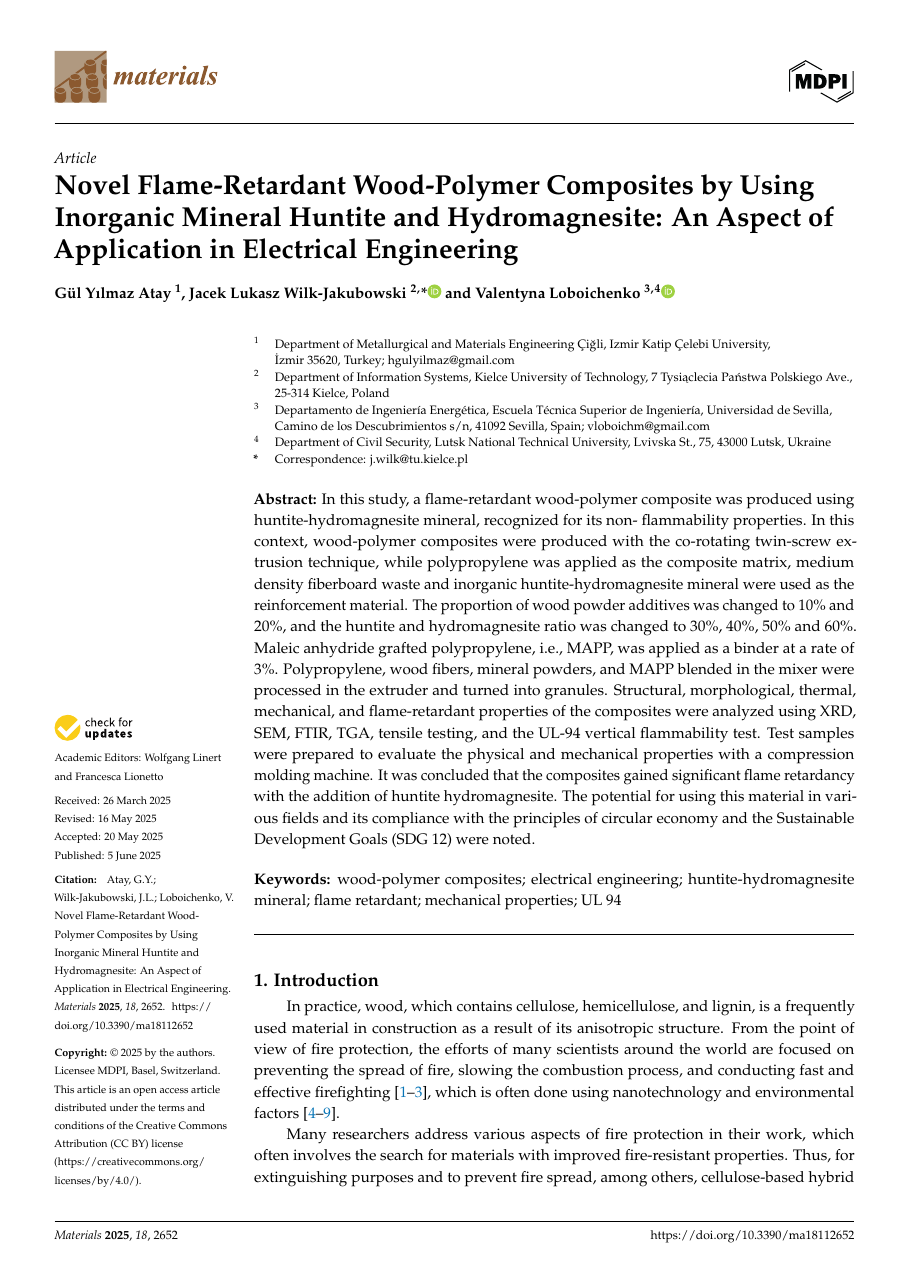 materials
MDPI
Article
Novel Flame-Retardant Wood-Polymer Composites by Using
Inorganic Mineral Huntite and Hydromagnesite: An Aspect of
Application in Electrical Engineering
Gül Yılmaz Atay 1, Jacek Lukasz Wilk-Jakubowski 2,* iD and Valentyna Loboichenko 3,4 iD
1 Department of Metallurgical and Materials Engineering Çiğli, Izmir Katip Çelebi University,
İzmir 35620, Turkey; hgulyilmaz@gmail.com
2 Department of Information Systems, Kielce University of Technology, 7 Tysiąclecia Państwa Polskiego Ave.,
25-314 Kielce, Poland
3 Departamento de Ingeniería Energética, Escuela Técnica Superior de Ingeniería, Universidad de Sevilla,
Camino de los Descubrimientos s/n, 41092 Sevilla, Spain; vloboichm@gmail.com
4 Department of Civil Security, Lutsk National Technical University, Lvivska St., 75, 43000 Lutsk, Ukraine
* Correspondence: j.wilk@tu.kielce.pl
Abstract: In this study, a flame-retardant wood-polymer composite was produced using
huntite-hydromagnesite mineral, recognized for its non- flammability properties. In this
context, wood-polymer composites were produced with the co-rotating twin-screw ex-
trusion technique, while polypropylene was applied as the composite matrix, medium
density fiberboard waste and inorganic huntite-hydromagnesite mineral were used as the
reinforcement material. The proportion of wood powder additives was changed to 10% and
20%, and the huntite and hydromagnesite ratio was changed to 30%, 40%, 50% and 60%.
Maleic anhydride grafted polypropylene, i.e., MAPP, was applied as a binder at a rate of
3%. Polypropylene, wood fibers, mineral powders, and MAPP blended in the mixer were
processed in the extruder and turned into granules. Structural, morphological, thermal,
mechanical, and flame-retardant properties of the composites were analyzed using XRD,
SEM, FTIR, TGA, tensile testing, and the UL-94 vertical flammability test. Test samples
were prepared to evaluate the physical and mechanical properties with a compression
molding machine. It was concluded that the composites gained significant flame retardancy
with the addition of huntite hydromagnesite. The potential for using this material in vari-
ous fields and its compliance with the principles of circular economy and the Sustainable
Development Goals (SDG 12) were noted.
Keywords: wood-polymer composites; electrical engineering; huntite-hydromagnesite
mineral; flame retardant; mechanical properties; UL 94
check for
updates
Academic Editors: Wolfgang Linert
and Francesca Lionetto
Received: 26 March 2025
Revised: 16 May 2025
Accepted: 20 May 2025
Published: 5 June 2025
Citation: Atay, G.Y.;
Wilk-Jakubowski, J.L.; Loboichenko, V.
Novel Flame-Retardant Wood-
Polymer Composites by Using
Inorganic Mineral Huntite and
Hydromagnesite: An Aspect of
Application in Electrical Engineering.
Materials 2025, 18, 2652. https://
doi.org/10.3390/ma18112652
Copyright: © 2025 by the authors.
Licensee MDPI, Basel, Switzerland.
This article is an open access article
distributed under the terms and
conditions of the Creative Commons
Attribution (CC BY) license
(https://creativecommons.org/
licenses/by/4.0/).
1. Introduction
In practice, wood, which contains cellulose, hemicellulose, and lignin, is a frequently
used material in construction as a result of its anisotropic structure. From the point of
view of fire protection, the efforts of many scientists around the world are focused on
preventing the spread of fire, slowing the combustion process, and conducting fast and
effective firefighting [1–3], which is often done using nanotechnology and environmental
factors [4–9].
Many researchers address various aspects of fire protection in their work, which
often involves the search for materials with improved fire-resistant properties. Thus, for
extinguishing purposes and to prevent fire spread, among others, cellulose-based hybrid
Materials 2025, 18, 2652
https://doi.org/10.3390/ma18112652